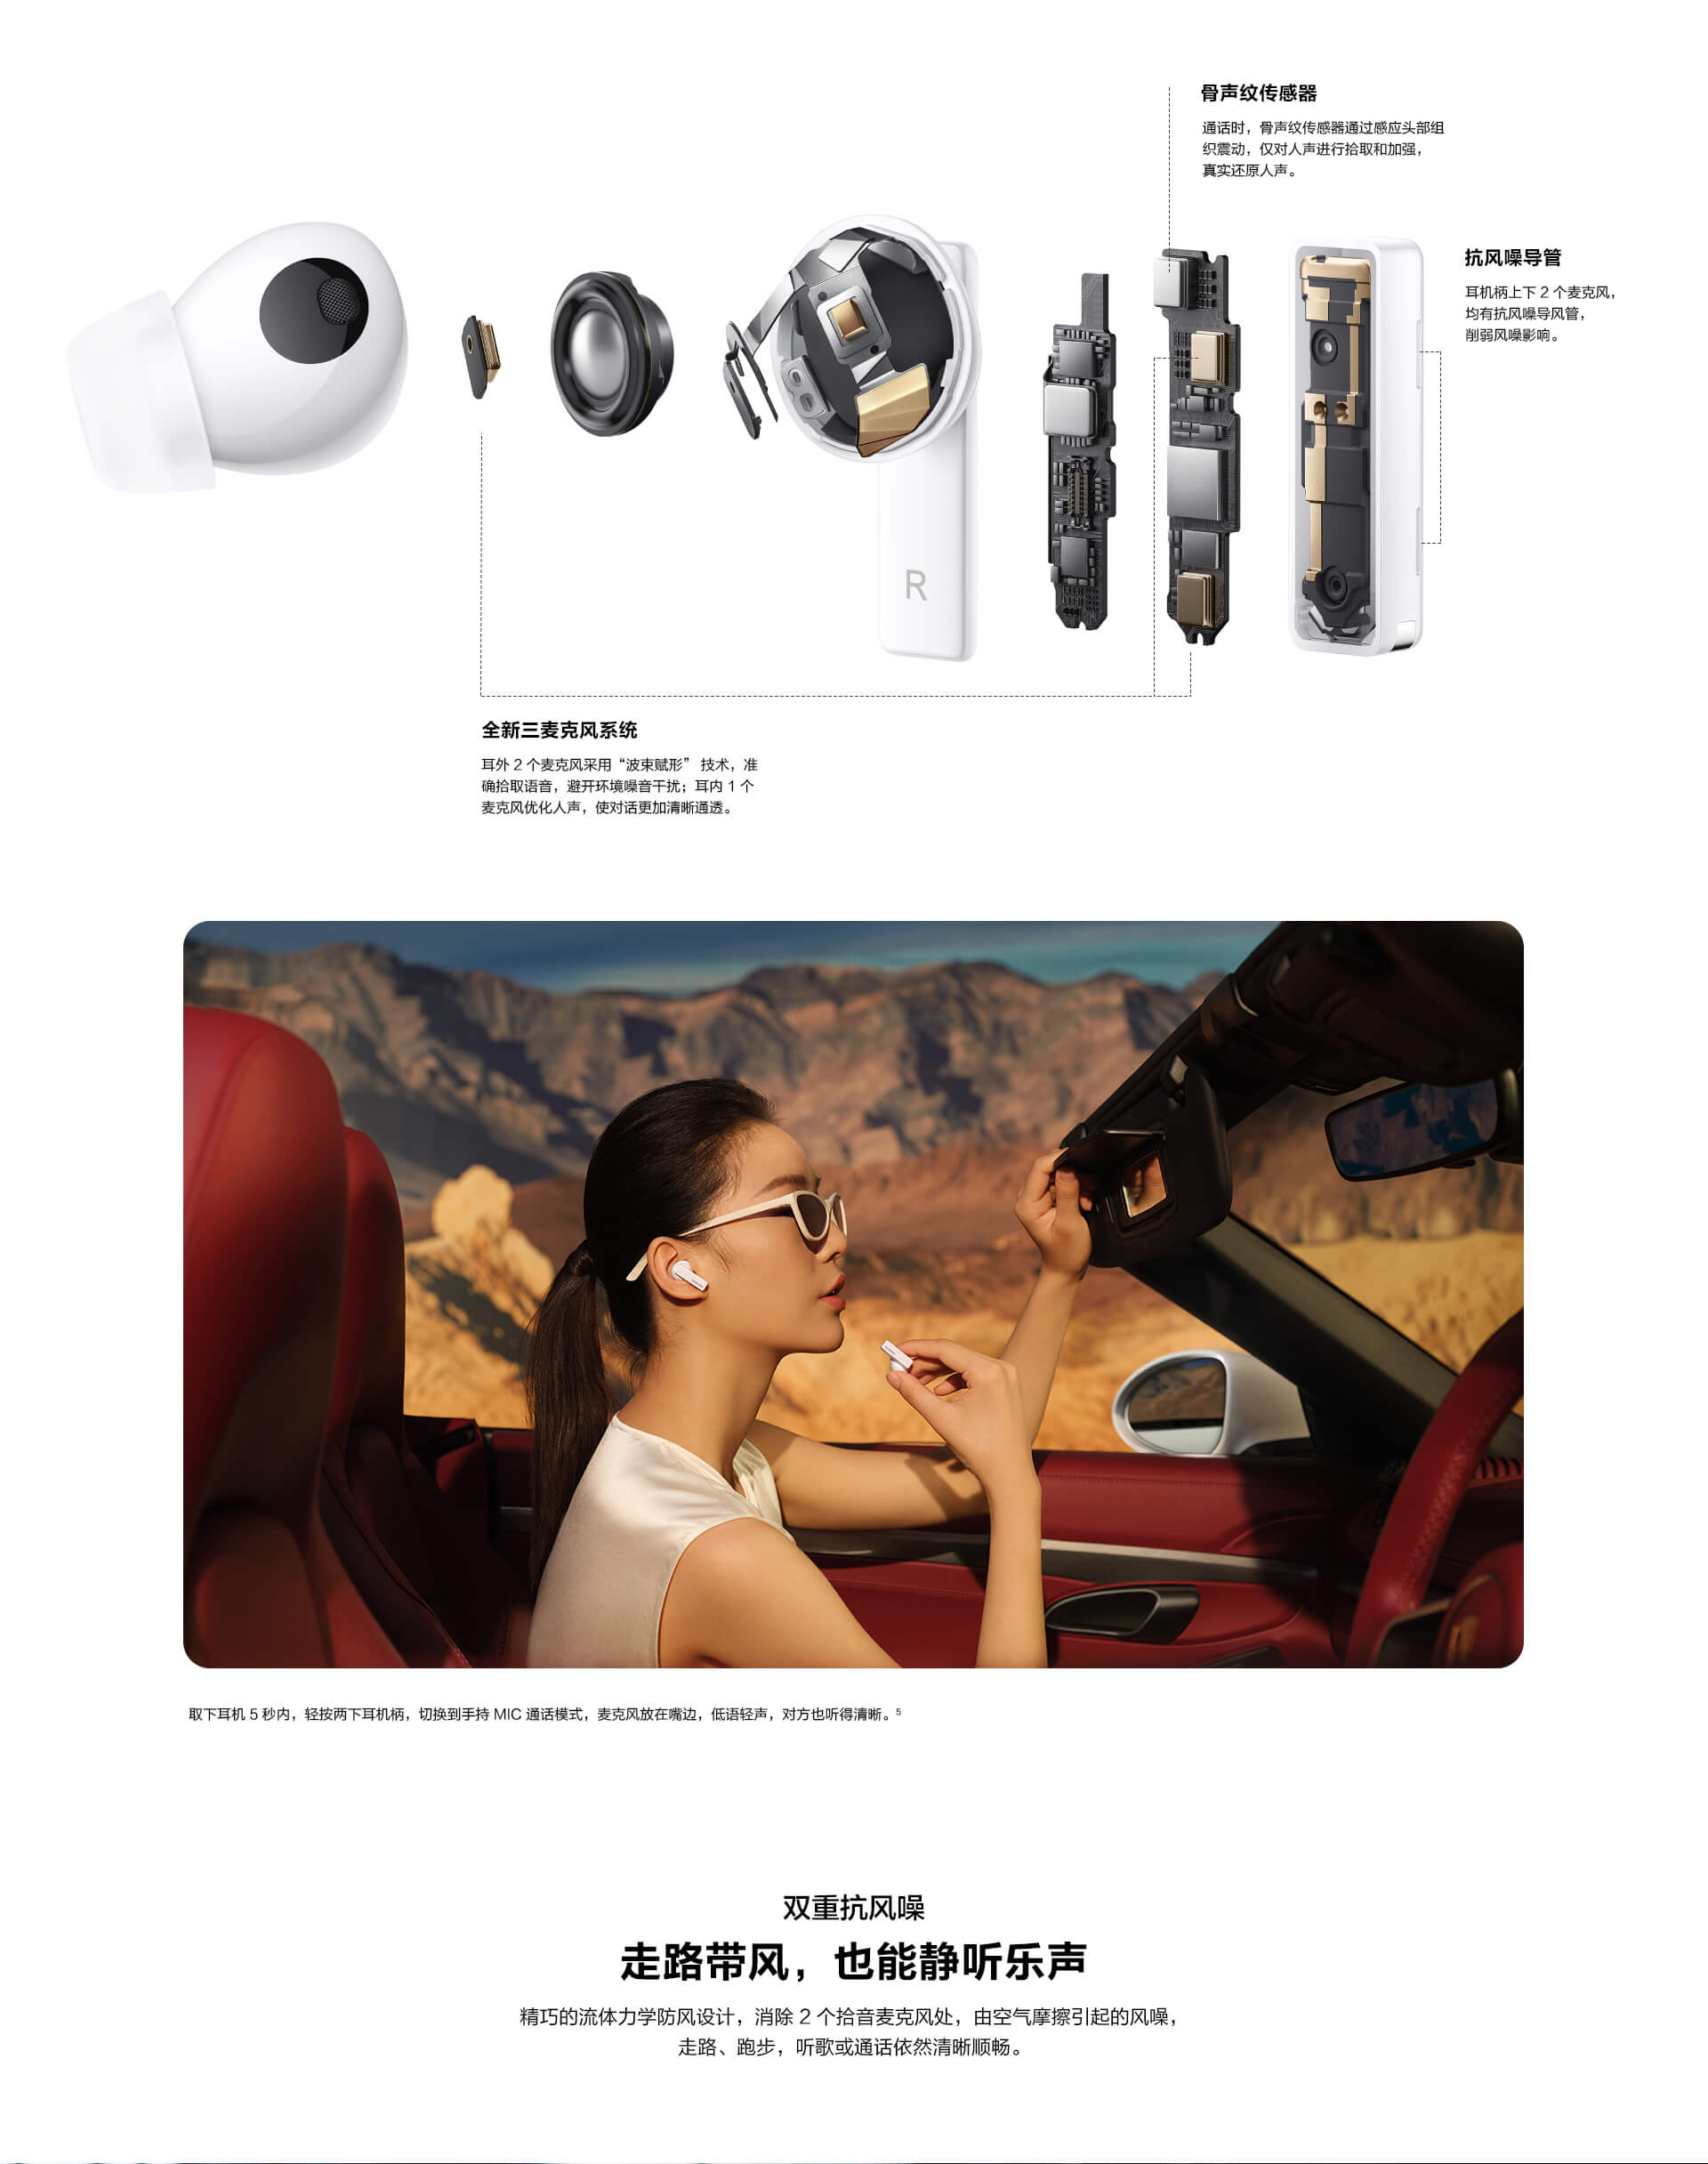 骨声纹传感器
通话时，骨声纹传感器通过感应头部组
织震动，仅对人声进行拾取和加强，
真实还原人声。
抗风噪导管
耳机柄上下 2 个麦克风，
均有抗风噪导风管，
削弱风噪影响。
R
全新三麦克风系统
耳外 2 个麦克风采用“波束赋形” 技术，准
确拾取语音，避开环境噪音干扰；耳内 1 个
麦克风优化人声，使对话更加清晰通透。
取下耳机 5 秒内，轻按两下耳机柄，切换到手持 MIC 通话模式，麦克风放在嘴边，低语轻声，对方也听得清晰。⁵
双重抗风噪
走路带风，也能静听乐声
精巧的流体力学防风设计，消除 2 个拾音麦克风处，由空气摩擦引起的风噪，
走路、跑步，听歌或通话依然清晰顺畅。